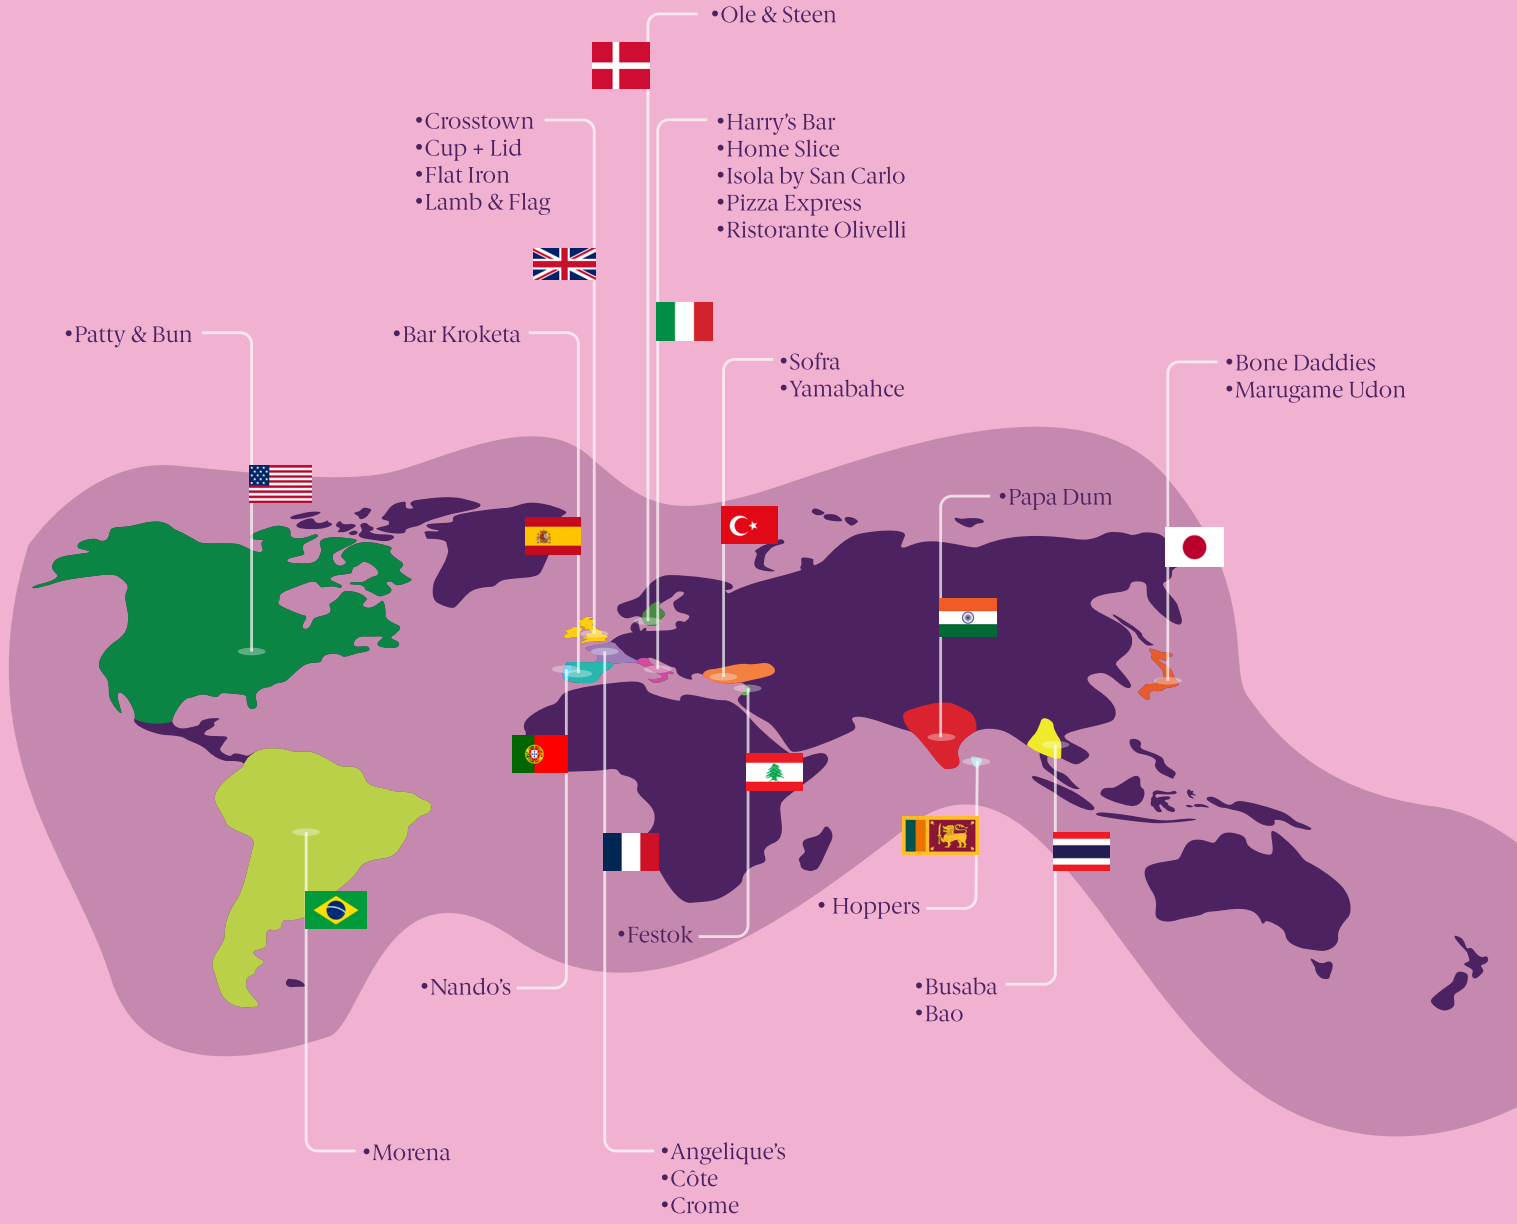 •Ole & Steen
•Crosstown
•Cup + Lid
•Flat Iron
•Lamb & Flag
•Harry’s Bar
•Home Slice
•Isola by San Carlo
•Pizza Express
•Ristorante Olivelli
•Patty & Bun
•Bar Kroketa
•Sofra
•Yamabahce
•Bone Daddies
•Marugame Udon
•Papa Dum
• Hoppers
•Festok
•Nando’s
•Busaba
•Bao
•Morena
•Angelique’s
•Côte
•Crome